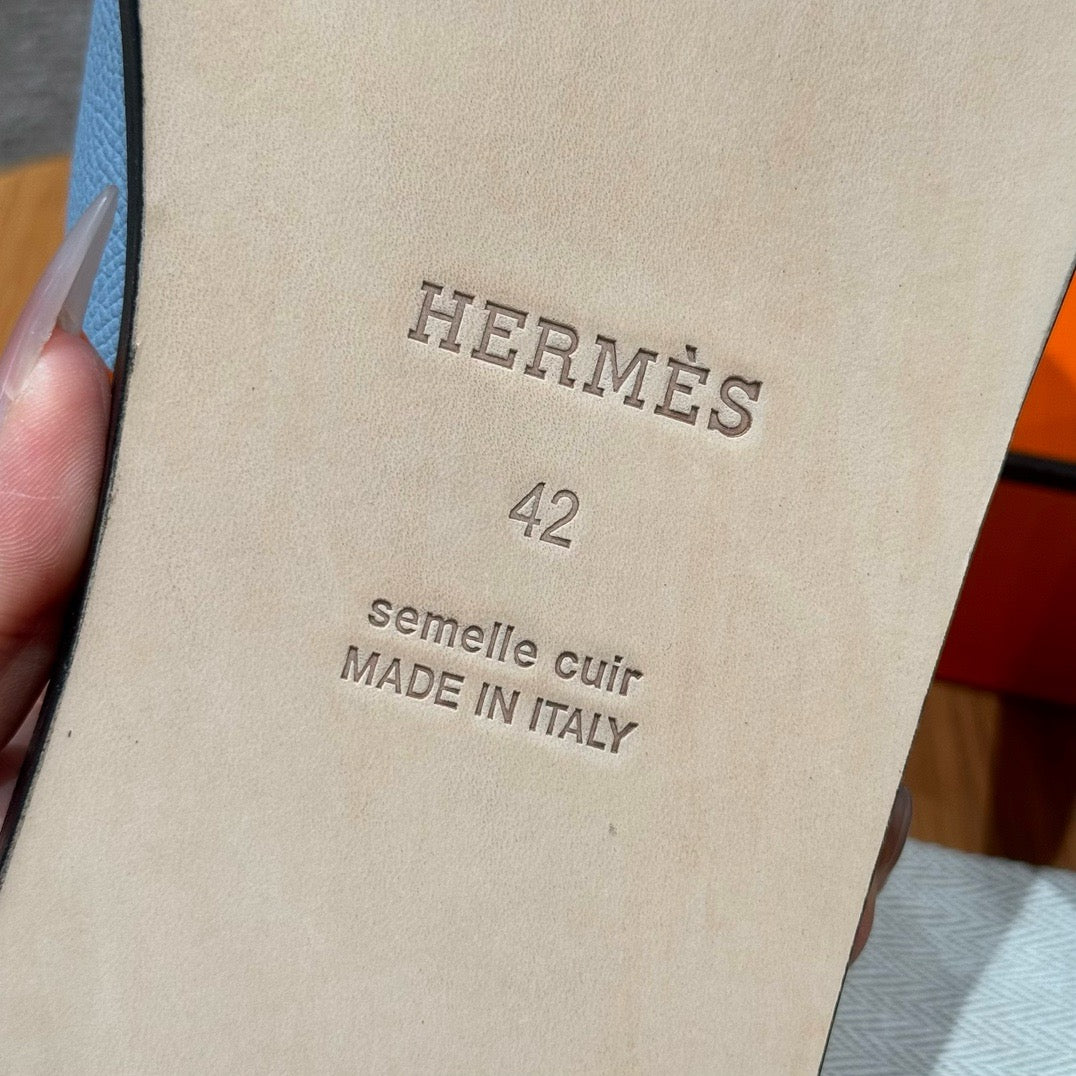 HERMÈS
42
semelle cuir
MADE IN ITALY